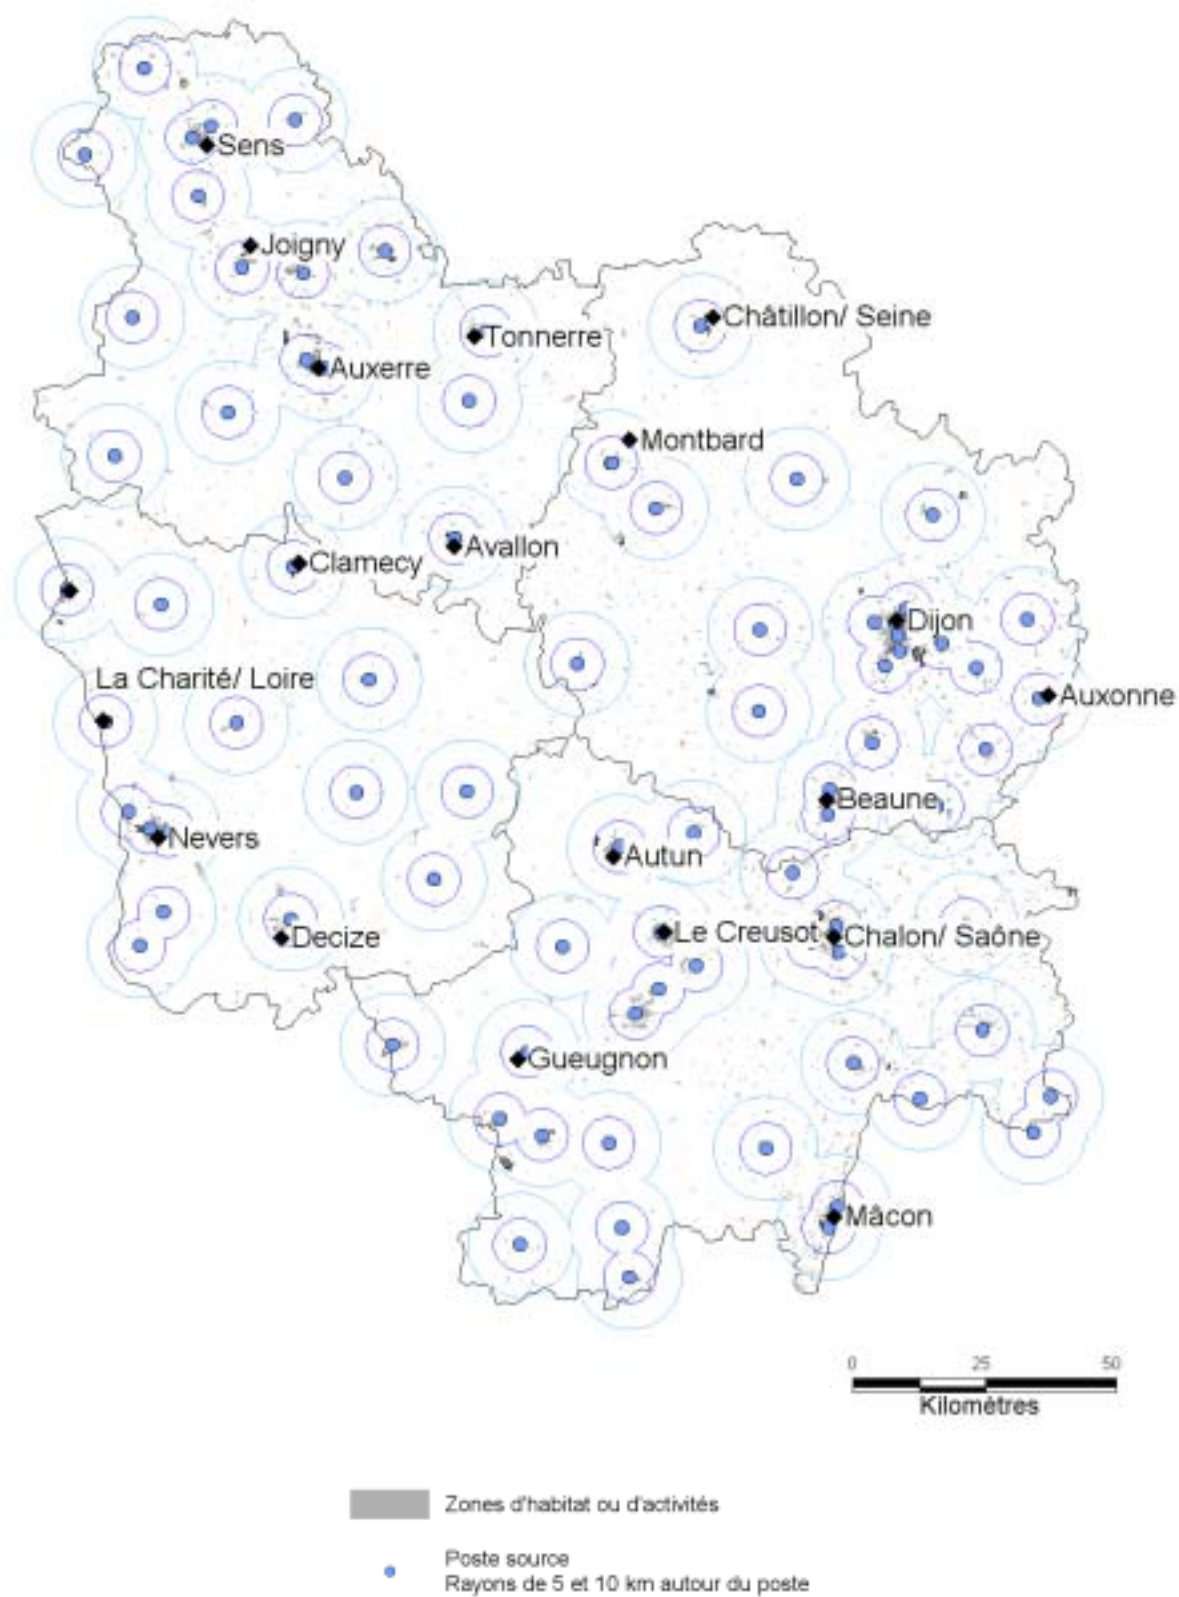 Sens
Joigny
Tonnerre
Châtillon/ Seine
Auxerre
Montbard
Avallon
Clamecy
Dijon
La Charité/ Loire
Auxonne
Beaune
Nevers
Autun
Decize
Le Creusot
Chalon/ Saône
Gueugnon
Mâcon
0 25 50
Kilomètres
Zones d'habitat ou d'activités
Poste source
Rayons de 5 et 10 km autour du poste